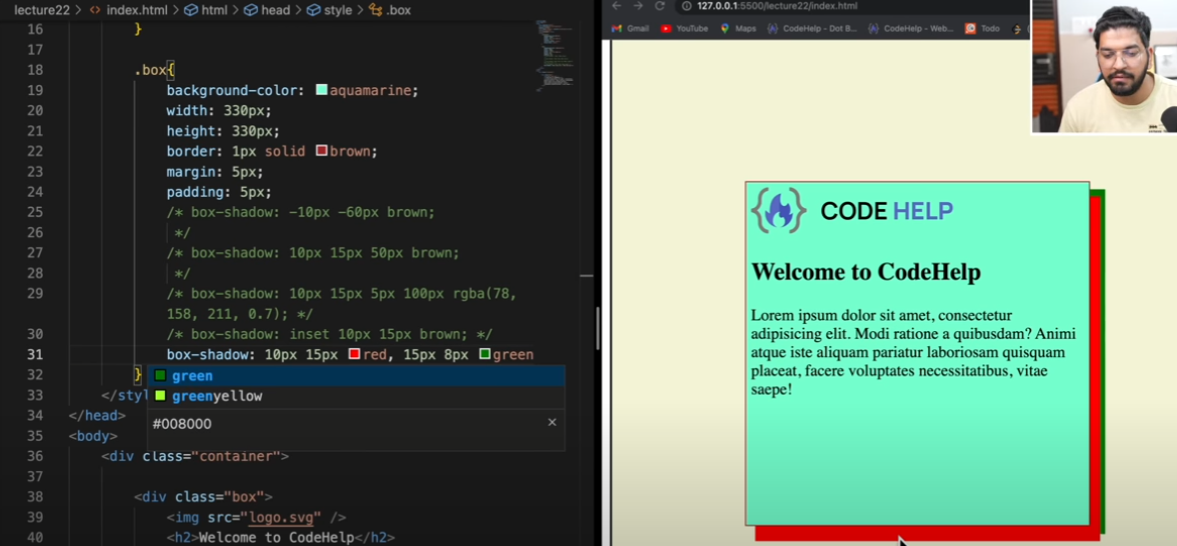 lecture22 > index.html > html > head > style > .box
16 }
17
18 .box{
19 background-color: aquamarine;
20 width: 330px;
21 height: 330px;
22 border: 1px solid brown;
23 margin: 5px;
24 padding: 5px;
25 /* box-shadow: -10px -60px brown;
26 */
27 /* box-shadow: 10px 15px 50px brown;
28 */
29 /* box-shadow: 10px 15px 5px 100px rgba(78,
158, 211, 0.7); */
30 /* box-shadow: inset 10px 15px brown; */
31 box-shadow: 10px 15px red, 15px 8px green
32 }
green
greenyellow
#008000
33 </styl
34 </head>
35 <body>
36 <div class="container">
37
38 <div class="box">
39 <img src="logo.svg" />
40 <h2>Welcome to CodeHelp</h2>
127.0.0.1:5500/lecture22/index.html
Gmail YouTube Maps CodeHelp - Dot B... CodeHelp - Web... Todo
CODE HELP
Welcome to CodeHelp
Lorem ipsum dolor sit amet, consectetur
adipisicing elit. Modi ratione a quibusdam? Animi
atque iste aliquam pariatur laboriosam quisquam
placeat, facere voluptates necessitatibus, vitae
saepe!